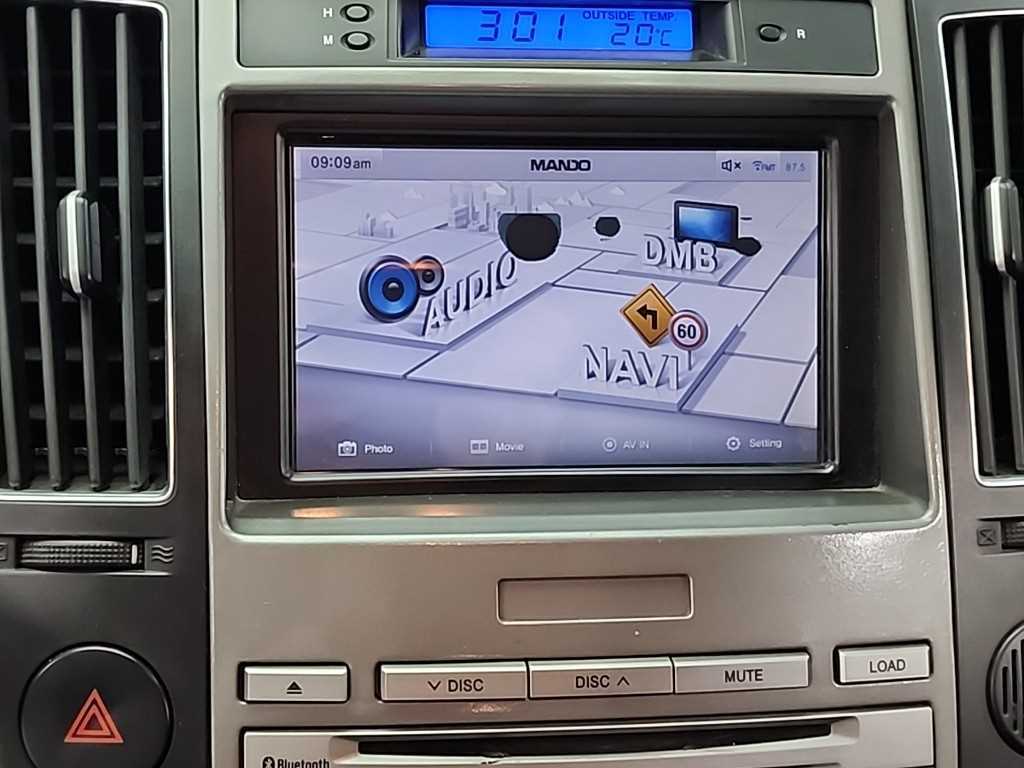 H
OUTSIDE TEMP.
301
20°C
M
R
09:09am
MANDO
87.5
DMB
AUDIO
60
NAVI
Photo
Movie
AV IN
Setting
DISC
DISC
MUTE
LOAD
Bluetooth